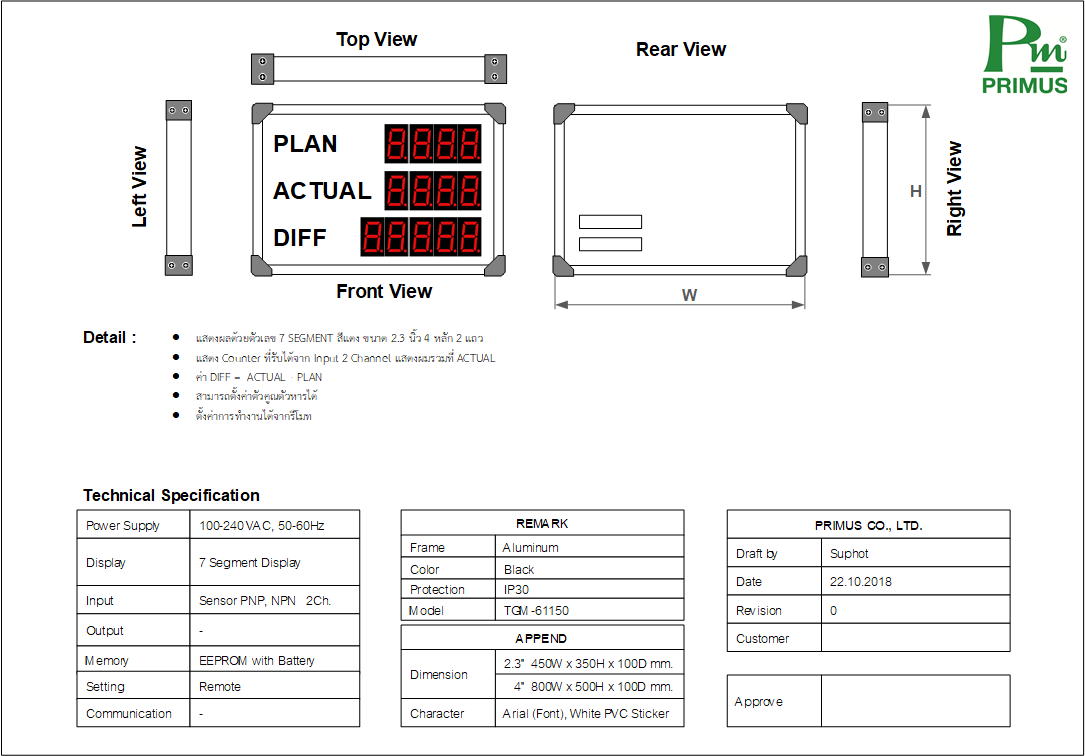 Top View
Rear View
Pm®
PRIMUS
Left View
PLAN 8.8.8.8.
ACTUAL 8.8.8.8.
DIFF 8.8.8.8.8.
Front View
W
H
Right View
Detail :
• แสดงผลด้วยตัวเลข 7 SEGMENT สีแดง ขนาด 2.3 นิ้ว 4 หลัก 2 แถว
• แสดง Counter ที่รับได้จาก Input 2 Channel แสดงผมรวมที่ ACTUAL
• ค่า DIFF = ACTUAL - PLAN
• สามารถตั้งค่าตัวคูณตัวหารได้
• ตั้งค่าการทำงานได้จากรีโมท
Technical Specification
Power Supply 100-240VAC, 50-60Hz
Display 7 Segment Display
Input Sensor PNP, NPN 2Ch.
Output -
Memory EEPROM with Battery
Setting Remote
Communication -
REMARK
Frame Aluminum
Color Black
Protection IP30
Model TGM-61150
APPEND
Dimension 2.3" 450W x 350H x 100D mm.
4" 800W x 500H x 100D mm.
Character Arial (Font), White PVC Sticker
PRIMUS CO., LTD.
Draft by Suphot
Date 22.10.2018
Revision 0
Customer
Approve